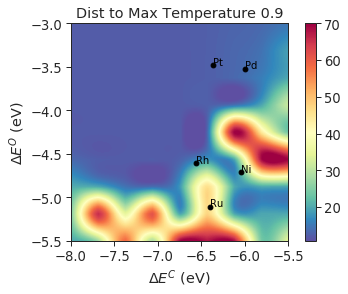 Dist to Max Temperature 0.9
−3.0
−3.5
−4.0
−4.5
−5.0
−5.5
ΔE^O (eV)
−8.0 −7.5 −7.0 −6.5 −6.0 −5.5
ΔE^C (eV)
Pt
Pd
Rh
Ni
Ru
70
60
50
40
30
20